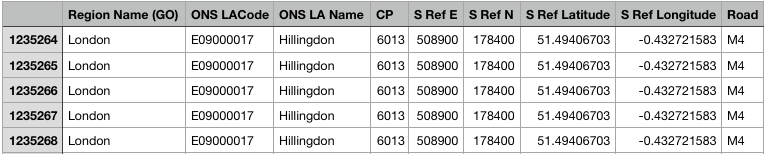 Region Name (GO) ONS LACode ONS LA Name CP S Ref E S Ref N S Ref Latitude S Ref Longitude Road
1235264 London E09000017 Hillingdon 6013 508900 178400 51.49406703 -0.432721583 M4
1235265 London E09000017 Hillingdon 6013 508900 178400 51.49406703 -0.432721583 M4
1235266 London E09000017 Hillingdon 6013 508900 178400 51.49406703 -0.432721583 M4
1235267 London E09000017 Hillingdon 6013 508900 178400 51.49406703 -0.432721583 M4
1235268 London E09000017 Hillingdon 6013 508900 178400 51.49406703 -0.432721583 M4